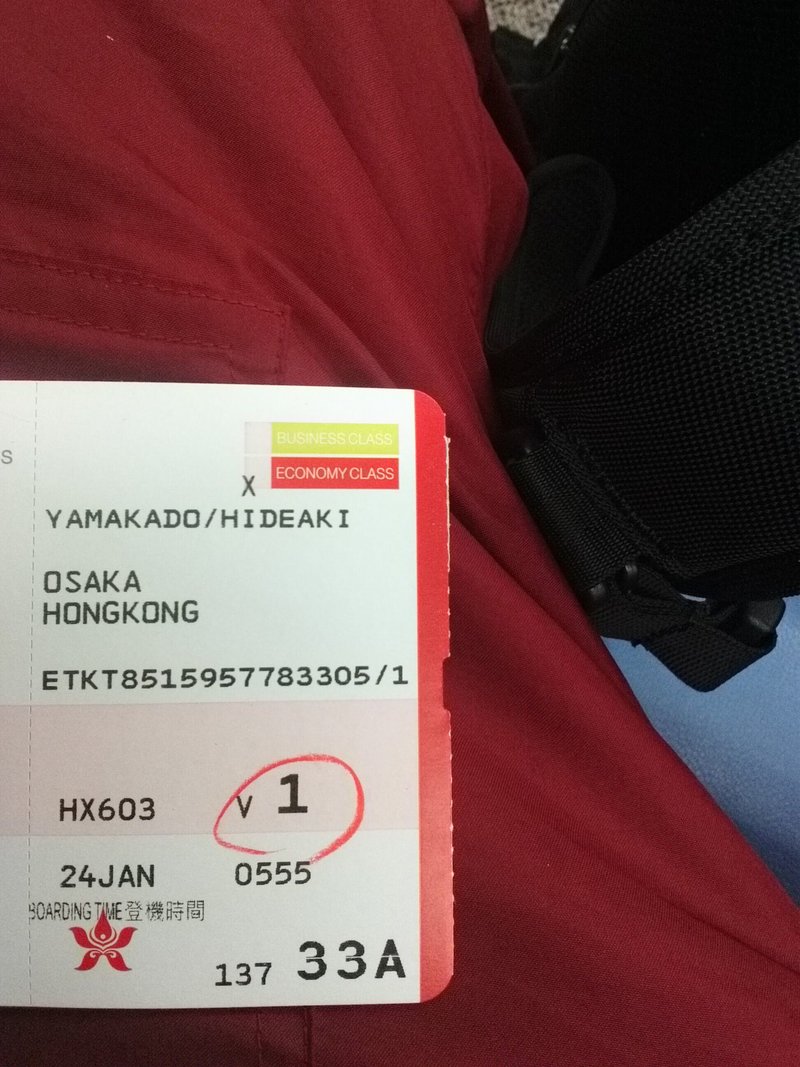 S
BUSINESS CLASS
X ECONOMY CLASS
YAMAKADO/HIDEAKI
OSAKA
HONGKONG
ETKT8515957783305/1
HX603 V 1
24JAN 0555
BOARDING TIME 登機時間
137 33A